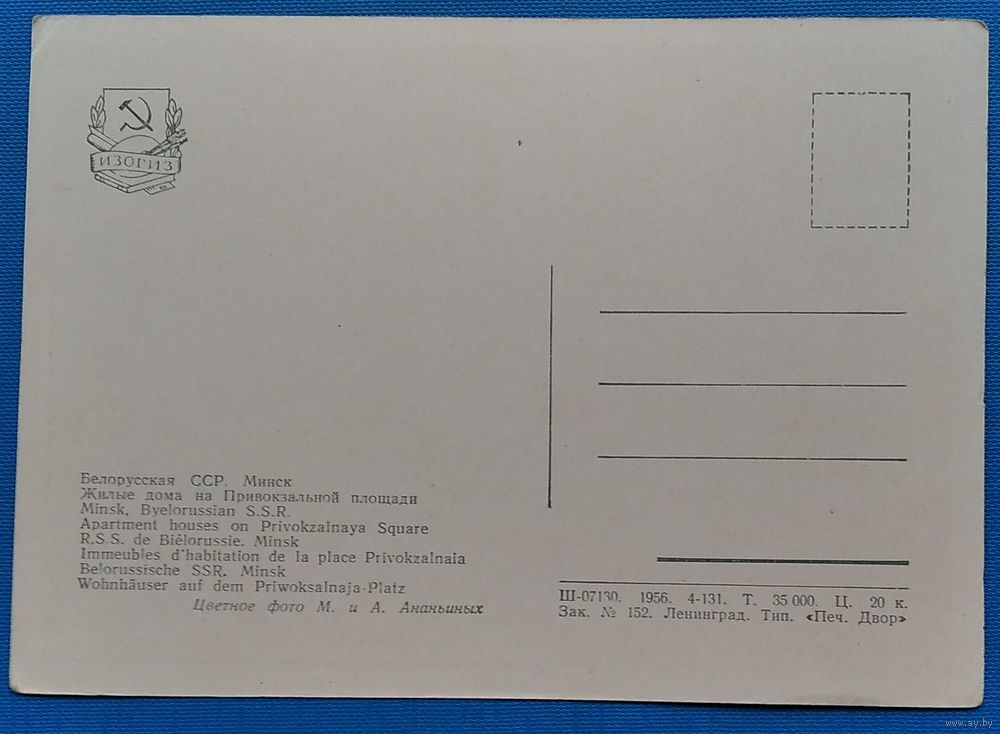 ИЗОГИЗ
Белорусская ССР. Минск
Жилые дома на Привокзальной площади
Minsk, Byelorussian S.S.R.
Apartment houses on Privokzalnaya Square
R.S.S. de Biélorussie. Minsk
Immeubles d'habitation de la place Privokzalnaia
Belorussische SSR. Minsk
Wohnhäuser auf dem Priwoksalnaja-Platz
Цветное фото М. и А. Ананьиных
Ш-07130. 1956. 4-131. Т. 35 000. Ц. 20 к.
Зак. № 152. Ленинград. Тип. «Печ. Двор»
www.ay.by